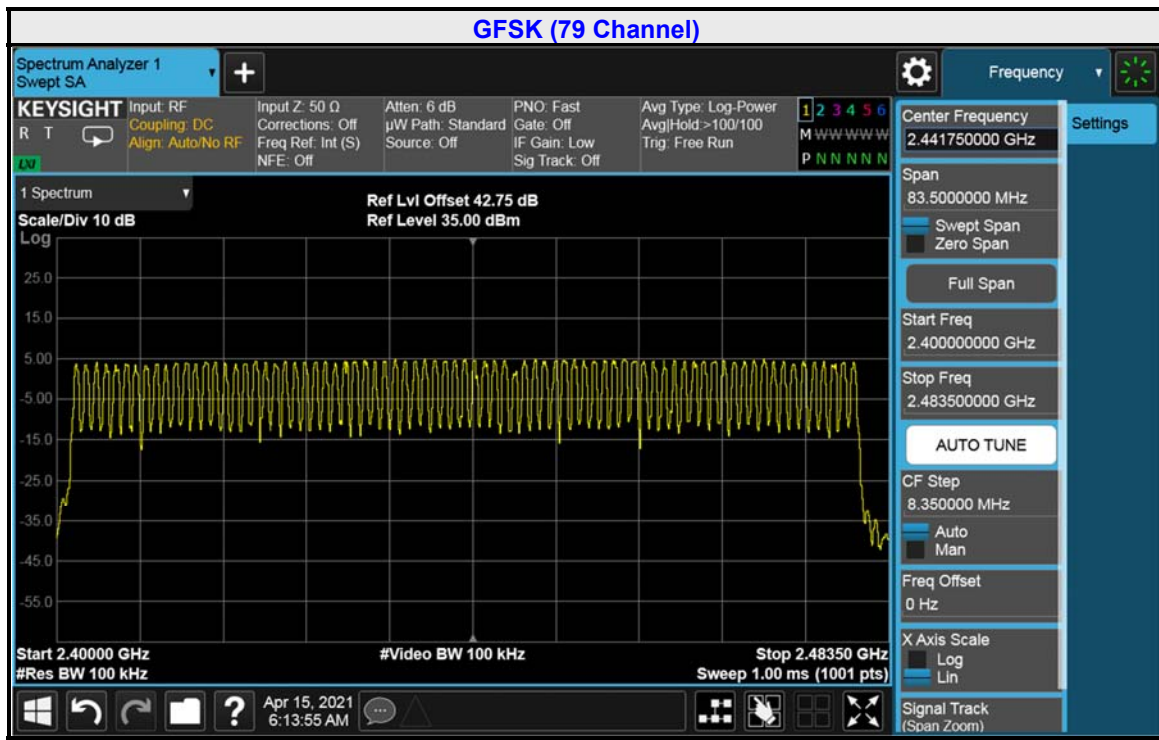 GFSK (79 Channel)
Spectrum Analyzer 1
Swept SA
+
Frequency
KEYSIGHT
R T
LXI
Input: RF
Coupling: DC
Align: Auto/No RF
Input Z: 50 Ω
Corrections: Off
Freq Ref: Int (S)
NFE: Off
Atten: 6 dB
µW Path: Standard
Source: Off
PNO: Fast
Gate: Off
IF Gain: Low
Sig Track: Off
Avg Type: Log-Power
Avg|Hold:>100/100
Trig: Free Run
1 2 3 4 5 6
M W W W W W
P N N N N N
1 Spectrum
Scale/Div 10 dB
Log
Ref Lvl Offset 42.75 dB
Ref Level 35.00 dBm
25.0
15.0
5.00
-5.00
-15.0
-25.0
-35.0
-45.0
-55.0
Start 2.40000 GHz
#Res BW 100 kHz
#Video BW 100 kHz
Stop 2.48350 GHz
Sweep 1.00 ms (1001 pts)
?
Apr 15, 2021
6:13:55 AM
Center Frequency
2.441750000 GHz
Settings
Span
83.5000000 MHz
Swept Span
Zero Span
Full Span
Start Freq
2.400000000 GHz
Stop Freq
2.483500000 GHz
AUTO TUNE
CF Step
8.350000 MHz
Auto
Man
Freq Offset
0 Hz
X Axis Scale
Log
Lin
Signal Track
(Span Zoom)